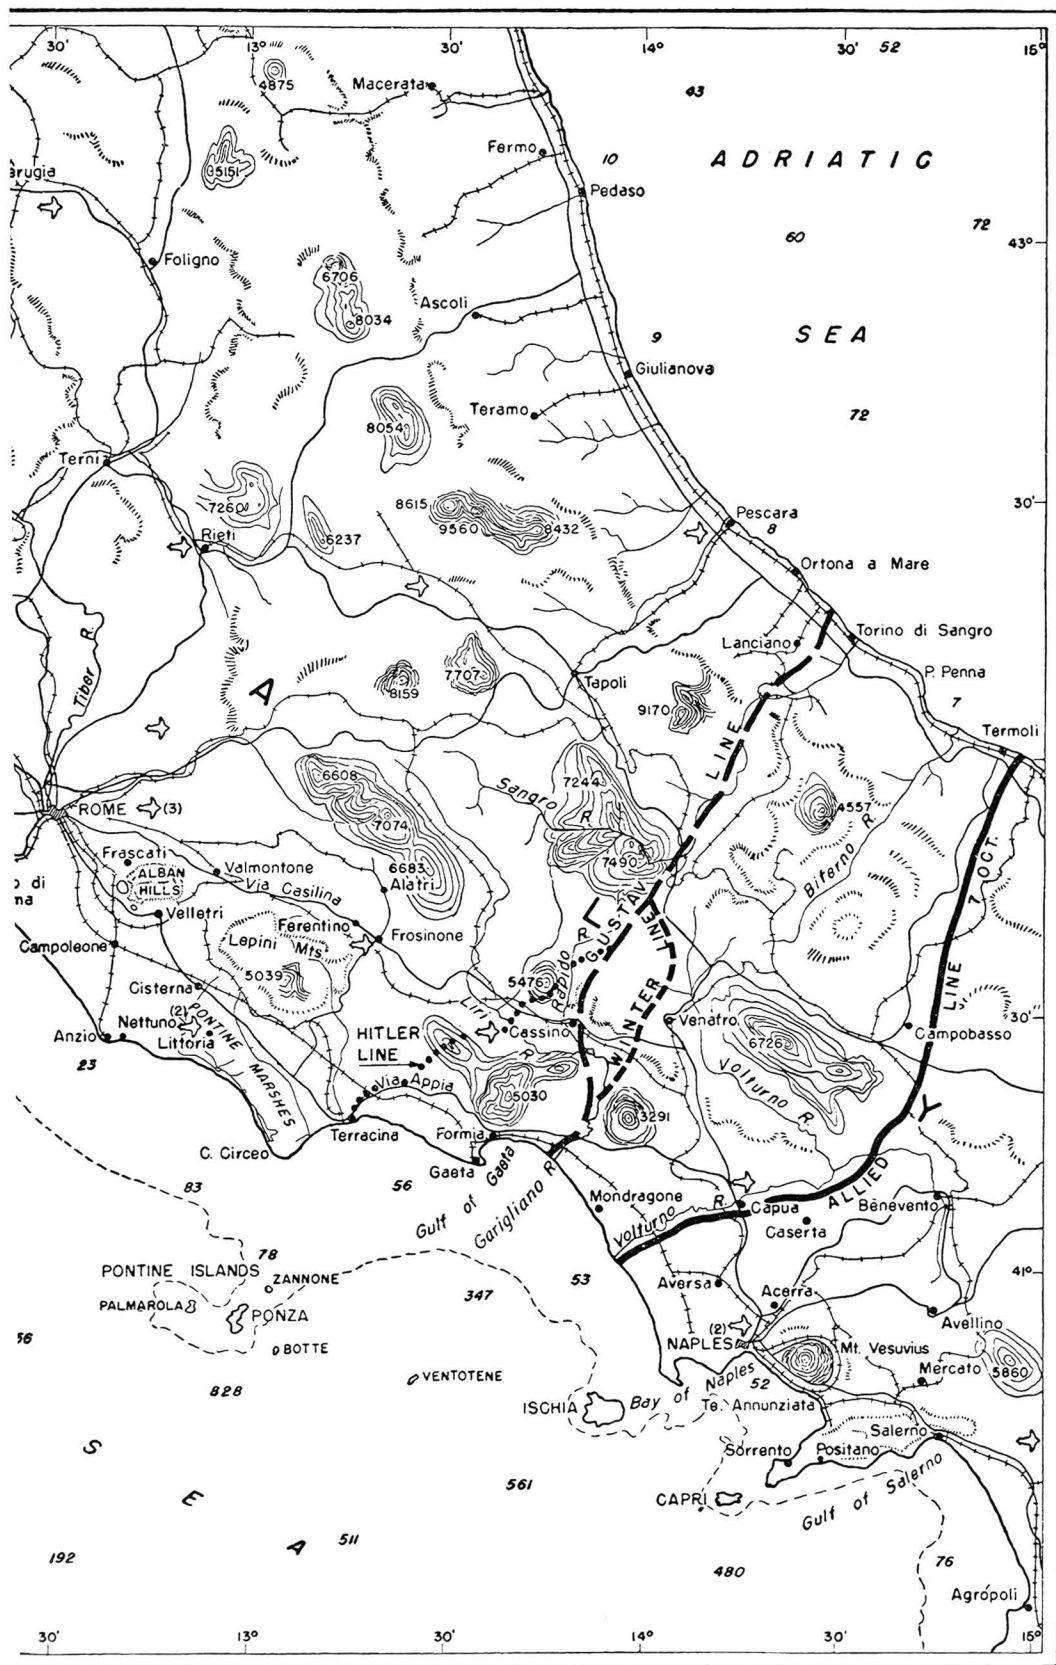 30'
13°
30'
14°
30'
52
15°
4875
Macerata
43
Fermo
10
ADRIATIC
5151
erugia
Pedaso
72
60
43°
Foligno
6706
8034
Ascoli
9
SEA
Giulianova
Teramo
72
8054
Terni
7260
6237
8615
9560
8432
Pescara
8
30'
Rieti
Ortona a Mare
Tiber R.
Lanciano
Torino di Sangro
A
8159
7707
Tapoli
9170
P. Penna
7
Termoli
LINE
6608
7074
6683
Sangro
R
7244
7490
4557
Biferno R.
ROME
(3)
Frascati
ALBAN
HILLS
Valmontone
Via Casilina
Alatri
o di
na
Velletri
Ferentino
Frosinone
Lepini Mts.
5039
Campoleone
Cisterna
GUSTAV
LINE
WINTER
Rapido R.
5476
Liri
R
Cassino
Venafro
6726
Volturno R.
LINE 7 OCT.
30'
Campobasso
Anzio
Nettuno
(2)
Littoria
PONTINE
MARSHES
HITLER
LINE
Via Appia
5030
3291
23
Terracina
Formia
Y
C. Circeo
Gaeta
Gulf of Gaeta
Garigliano R.
83
56
Mondragone
Volturno R.
Capua
Caserta
ALLIED
Benevento
78
PONTINE ISLANDS
ZANNONE
PALMAROLA
PONZA
347
53
Aversa
Acerra
41°
56
BOTTE
(2)
NAPLES
Avellino
Mt. Vesuvius
Mercato
5860
828
VENTOTENE
ISCHIA
Bay of Naples
52
Te. Annunziata
Salerno
S
Sorrento
Positano
E
561
CAPRI
Gulf of Salerno
A
511
192
480
76
Agrópoli
30'
13°
30'
14°
30'
15°